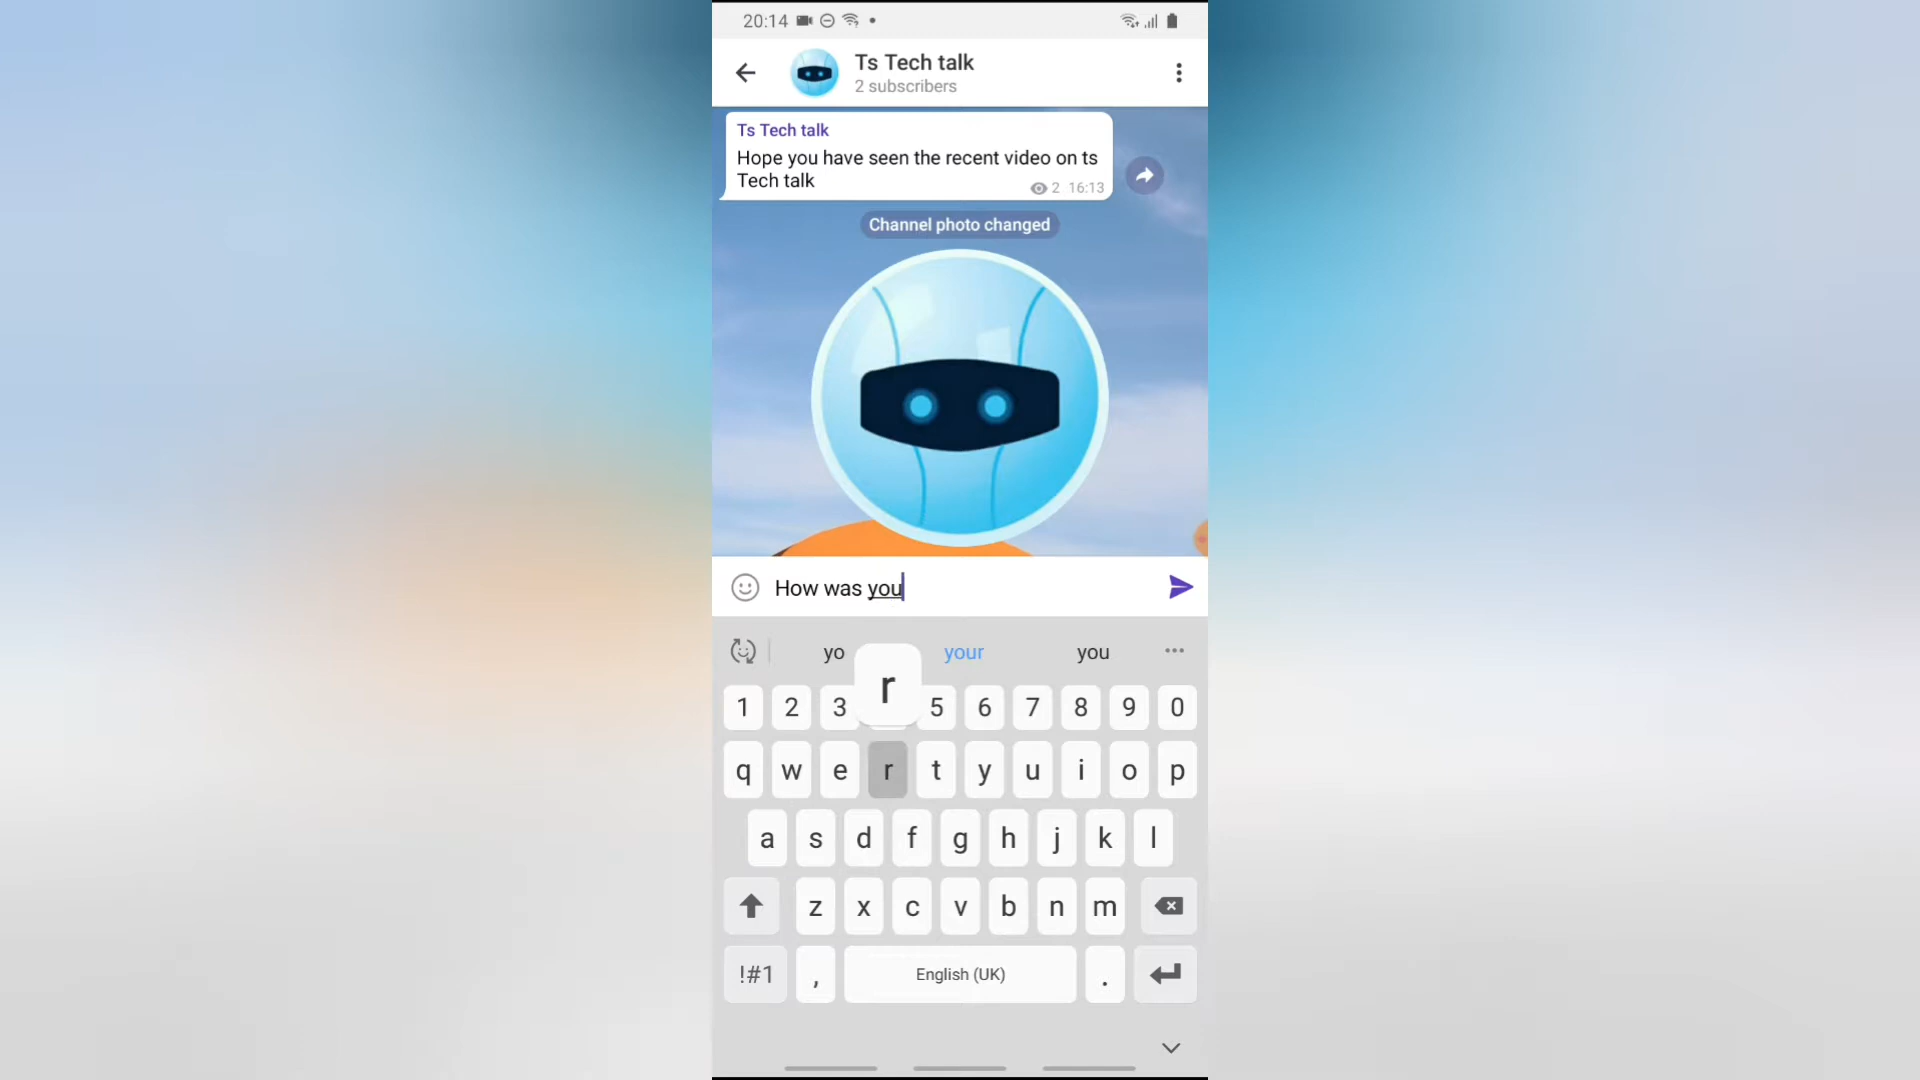 20:14
Ts Tech talk
2 subscribers
Ts Tech talk
Hope you have seen the recent video on ts
Tech talk
2 16:13
Channel photo changed
How was you
yo your you
r
1 2 3 5 6 7 8 9 0
q w e r t y u i o p
a s d f g h j k l
z x c v b n m
!#1 , English (UK) .